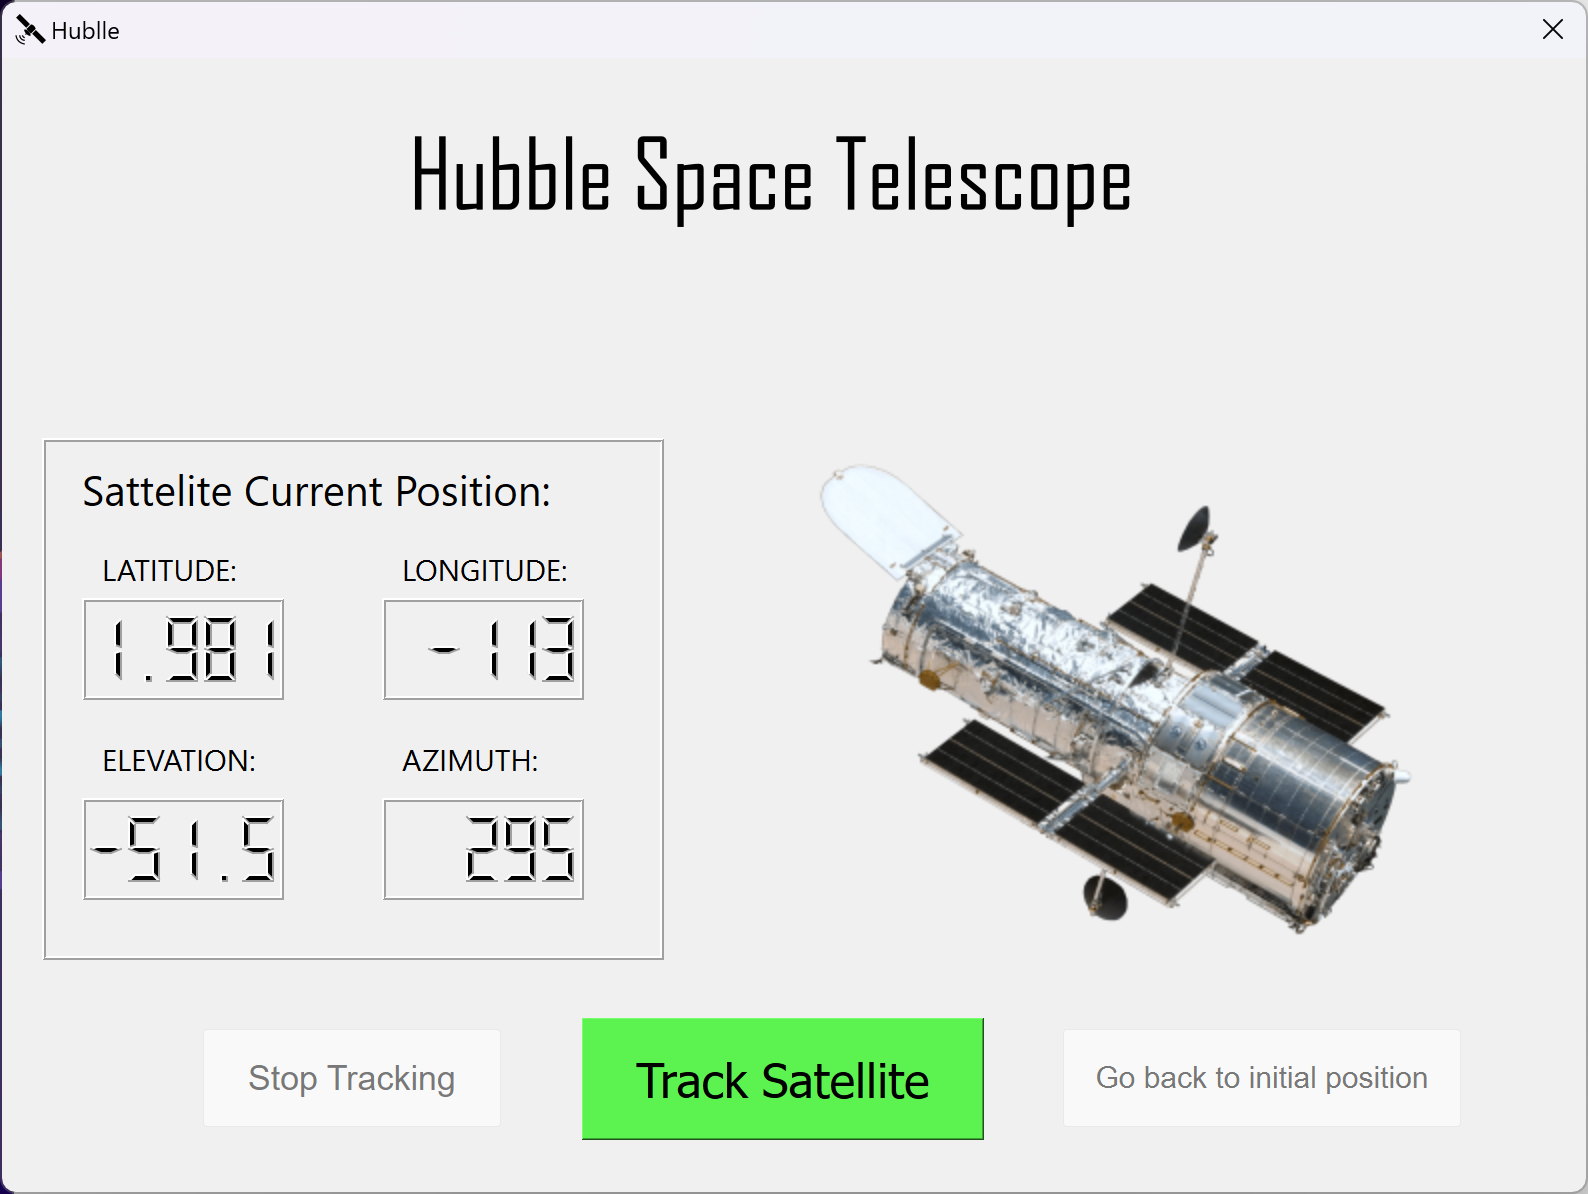 Hublle
Hubble Space Telescope
Sattelite Current Position:
LATITUDE: LONGITUDE:
1.981 -113
ELEVATION: AZIMUTH:
-51.5 295
Stop Tracking Track Satellite Go back to initial position